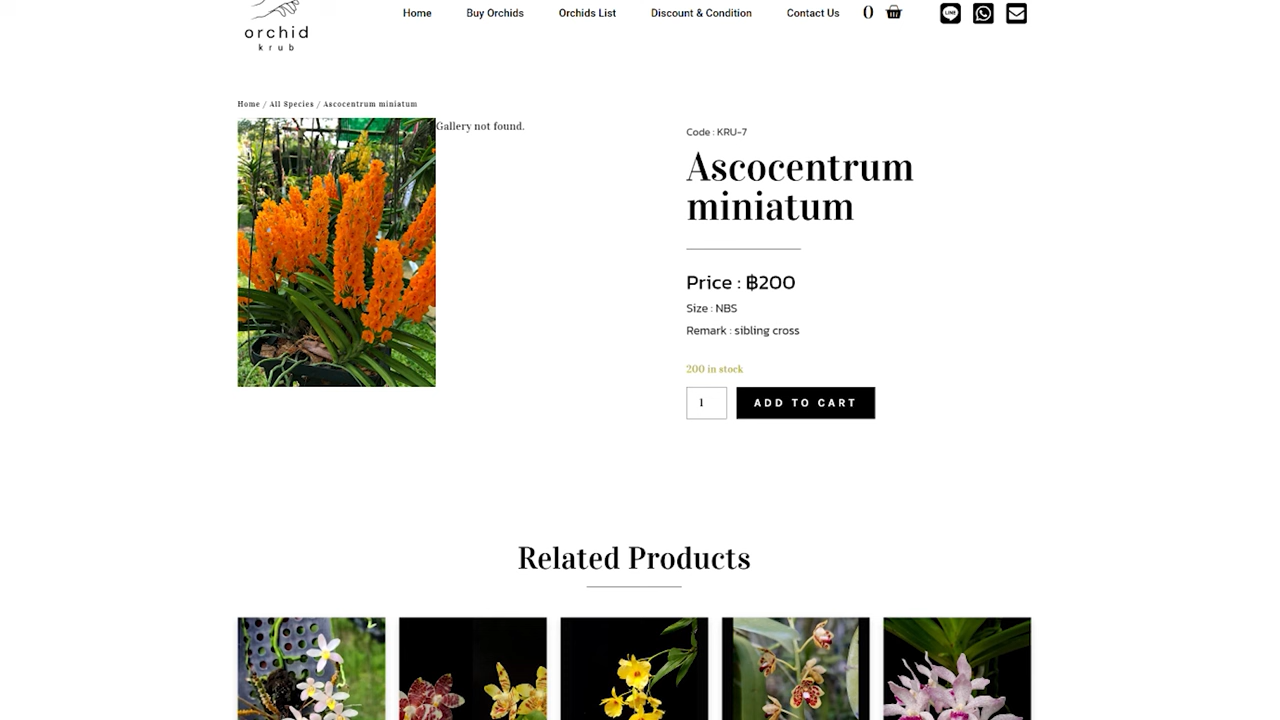 orchid
krub
Home
Buy Orchids
Orchids List
Discount & Condition
Contact Us
0
LINE
Home / All Species / Ascocentrum miniatum
Gallery not found.
Code : KRU-7
Ascocentrum
miniatum
Price : ฿200
Size : NBS
Remark : sibling cross
200 in stock
1
ADD TO CART
Related Products